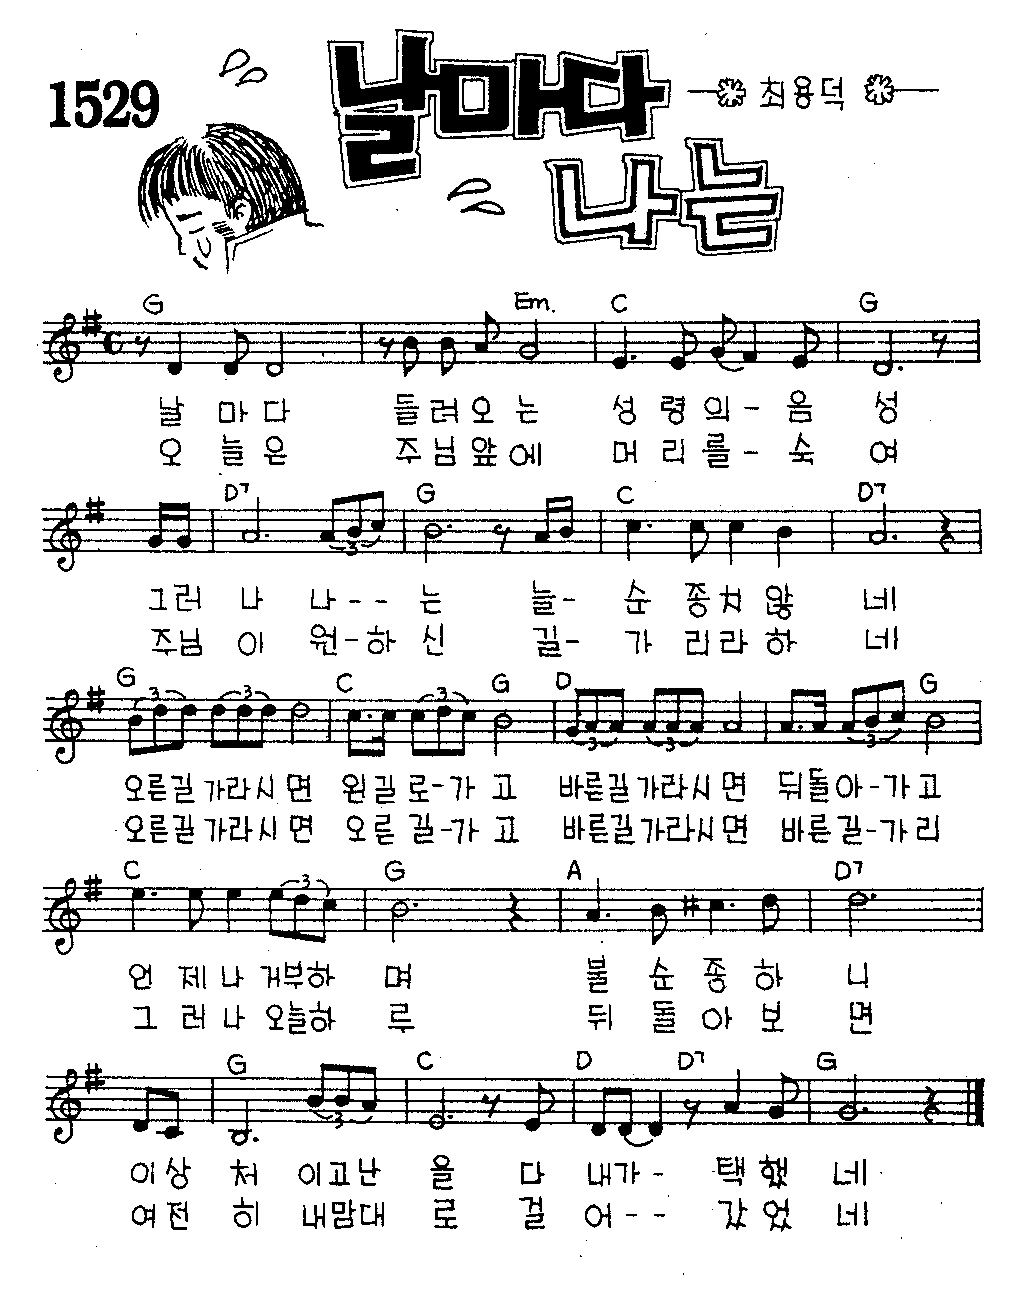 1529
날마다
최용덕
나는
G Em. C G
날 마 다 들 려 오 는 성 령 의 - 음 성
오 늘 은 주 님 앞 에 머 리 를 - 숙 여
D7 G C D7
그 러 나 나 - - 는 늘 - 순 종 치 않 네
주 님 이 원 - 하 신 길 - 가 리 라 하 네
G 3 3 C 3 G D 3 3 3 G
오른길 가라시면 왼길로-가고 바른길 가라시면 뒤돌아-가고
오른길 가라시면 오른길-가고 바른길 가라시면 바른길-가리
C 3 G A D7
언 제 나 거부하 며 불 순 종 하 니
그 러 나 오늘하 루 뒤 돌 아 보 면
G 3 C D D7 G
이상 처 이고난 을 다 내가 - 택 했 네
여전 히 내맘대 로 걸 어 - - 갔 었 네